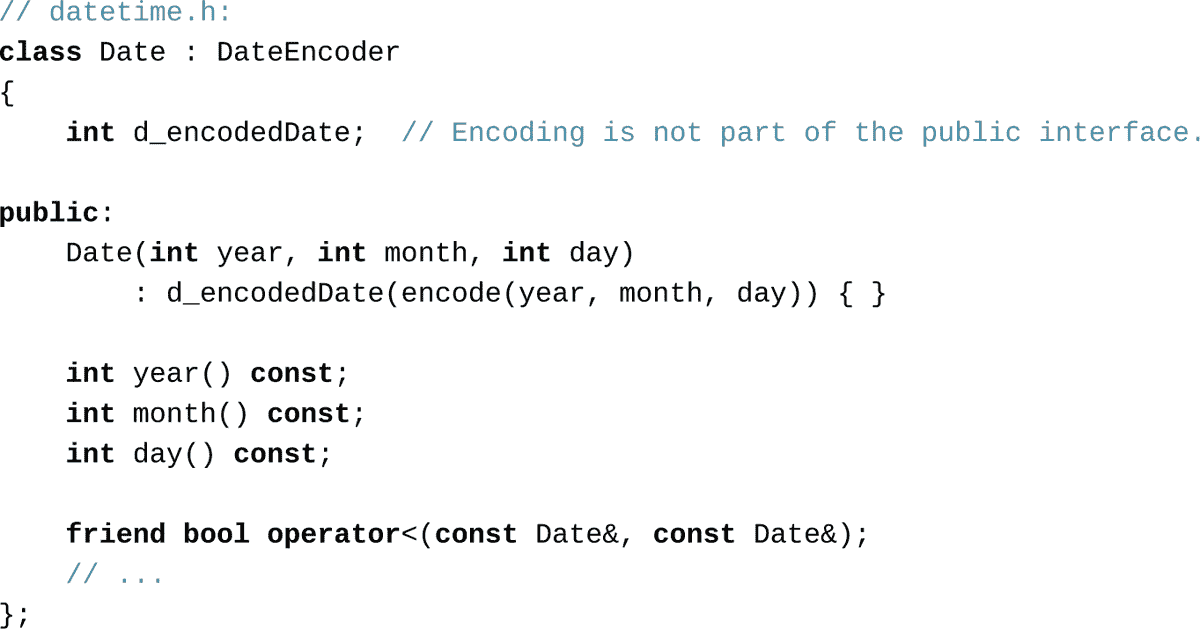 // datetime.h:
class Date : DateEncoder
{
    int d_encodedDate;  // Encoding is not part of the public interface.

public:
    Date(int year, int month, int day)
        : d_encodedDate(encode(year, month, day)) { }

    int year() const;
    int month() const;
    int day() const;

    friend bool operator<(const Date&, const Date&);
    // ...
};